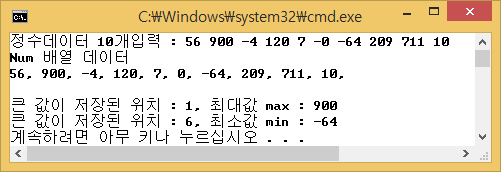 C:₩Windows₩system32₩cmd.exe
정수데이터 10개입력 : 56 900 -4 120 7 -0 -64 209 711 10
Num 배열 데이터
56, 900, -4, 120, 7, 0, -64, 209, 711, 10,
큰 값이 저장된 위치 : 1, 최대값 max : 900
큰 값이 저장된 위치 : 6, 최소값 min : -64
계속하려면 아무 키나 누르십시오 . . .